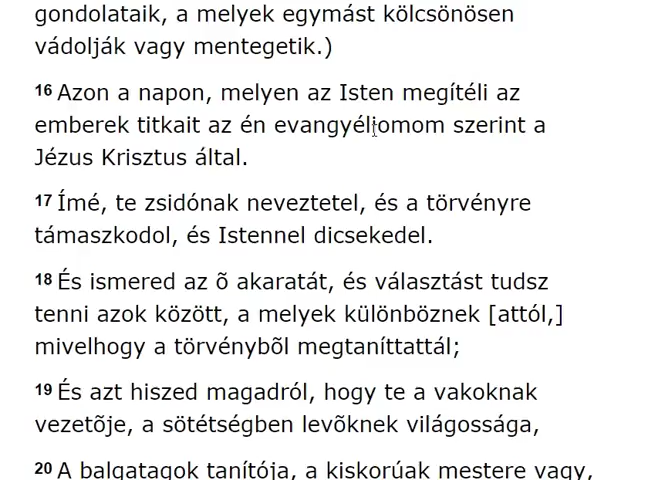 gondolataik, a melyek egymást kölcsönösen
vádolják vagy mentegetik.)
16 Azon a napon, melyen az Isten megítéli az
emberek titkait az én evangyéliomom szerint a
Jézus Krisztus által.
17 Ímé, te zsidónak neveztetel, és a törvényre
támaszkodol, és Istennel dicsekedel.
18 És ismered az õ akaratát, és választást tudsz
tenni azok között, a melyek különböznek [attól,]
mivelhogy a törvénybõl megtaníttattál;
19 És azt hiszed magadról, hogy te a vakoknak
vezetõje, a sötétségben levõknek világossága,
20 A balgatagok tanítója, a kiskorúak mestere vagy,